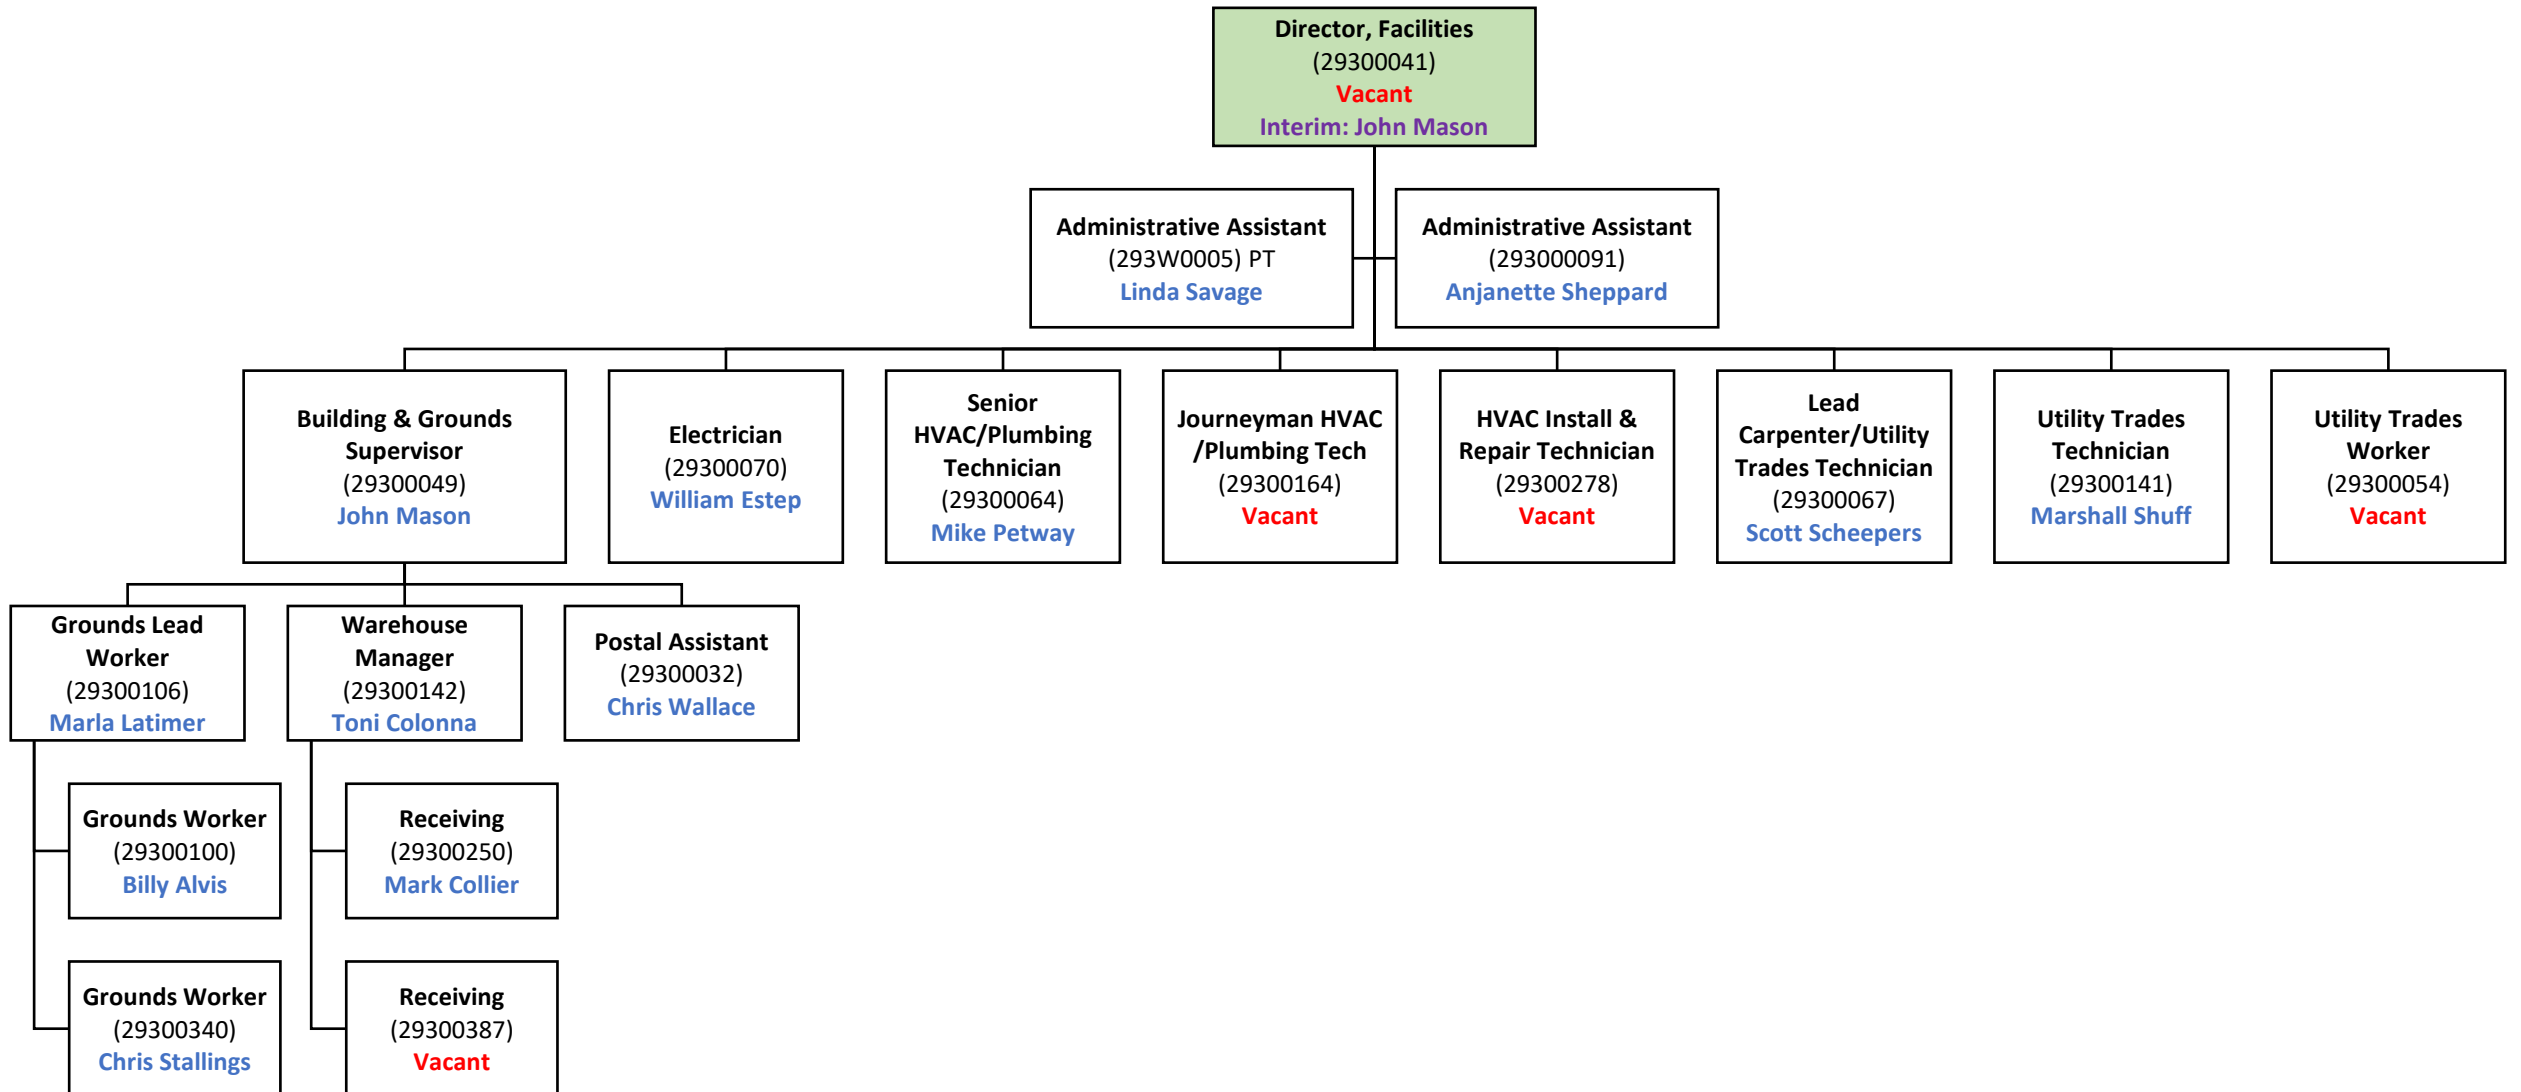 Director, Facilities
(29300041)
Vacant
Interim: John Mason
Administrative Assistant
(293W0005) PT
Linda Savage
Administrative Assistant
(293000091)
Anjanette Sheppard
Building & Grounds
Supervisor
(29300049)
John Mason
Electrician
(29300070)
William Estep
Senior
HVAC/Plumbing
Technician
(29300064)
Mike Petway
Journeyman HVAC
/Plumbing Tech
(29300164)
Vacant
HVAC Install &
Repair Technician
(29300278)
Vacant
Lead
Carpenter/Utility
Trades Technician
(29300067)
Scott Scheepers
Utility Trades
Technician
(29300141)
Marshall Shuff
Utility Trades
Worker
(29300054)
Vacant
Grounds Lead
Worker
(29300106)
Marla Latimer
Warehouse
Manager
(29300142)
Toni Colonna
Postal Assistant
(29300032)
Chris Wallace
Grounds Worker
(29300100)
Billy Alvis
Receiving
(29300250)
Mark Collier
Grounds Worker
(29300340)
Chris Stallings
Receiving
(29300387)
Vacant